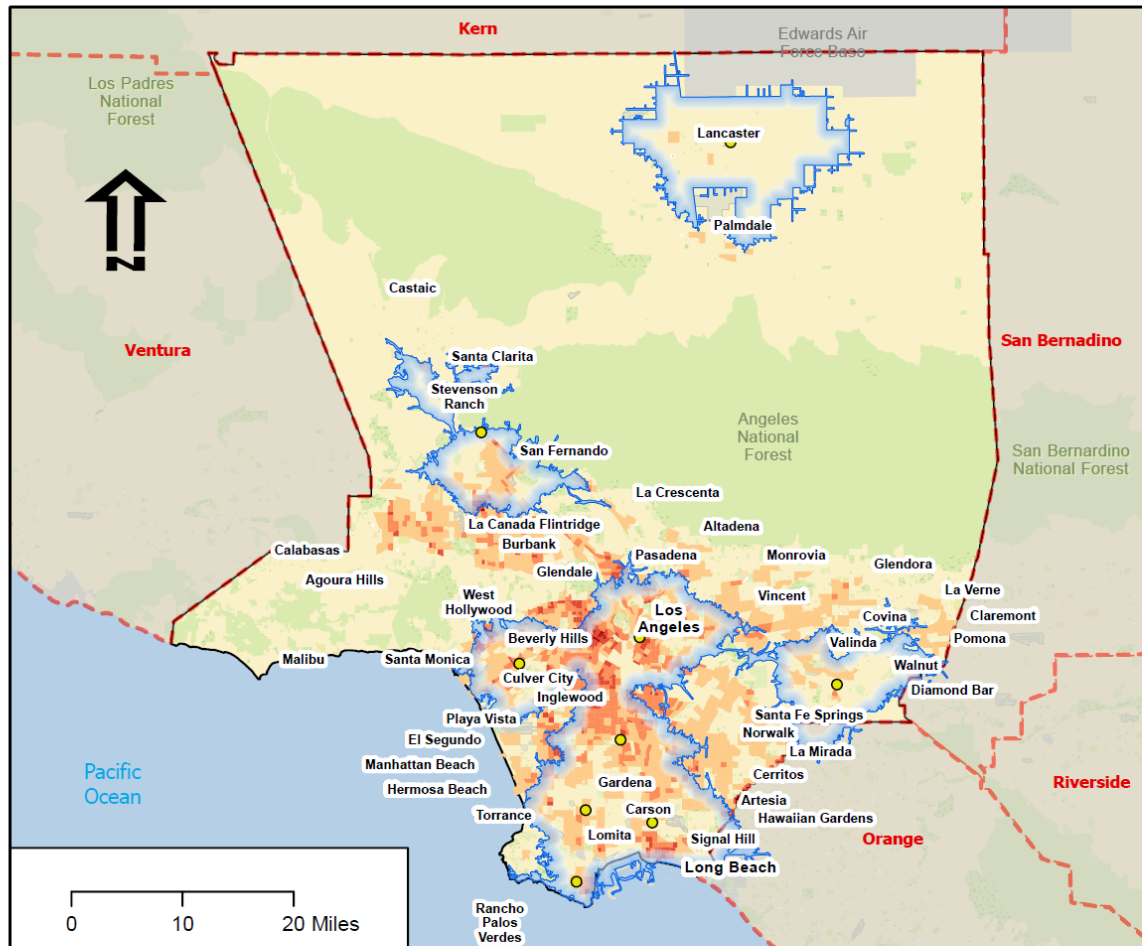 Kern
Edwards Air
Force Base
Los Padres
National
Forest
N
Lancaster
Palmdale
Castaic
Ventura
San Bernadino
Santa Clarita
Stevenson
Ranch
Angeles
National
Forest
San Bernardino
National Forest
San Fernando
La Crescenta
La Canada Flintridge
Altadena
Burbank
Calabasas
Pasadena
Monrovia
Glendora
Glendale
Agoura Hills
La Verne
West
Hollywood
Vincent
Los
Angeles
Covina
Claremont
Beverly Hills
Valinda
Pomona
Malibu
Santa Monica
Walnut
Culver City
Diamond Bar
Inglewood
Playa Vista
Santa Fe Springs
El Segundo
Norwalk
La Mirada
Manhattan Beach
Pacific
Ocean
Cerritos
Riverside
Gardena
Hermosa Beach
Artesia
Torrance
Carson
Hawaiian Gardens
Lomita
Signal Hill
Orange
Long Beach
0 10 20 Miles
Rancho
Palos
Verdes